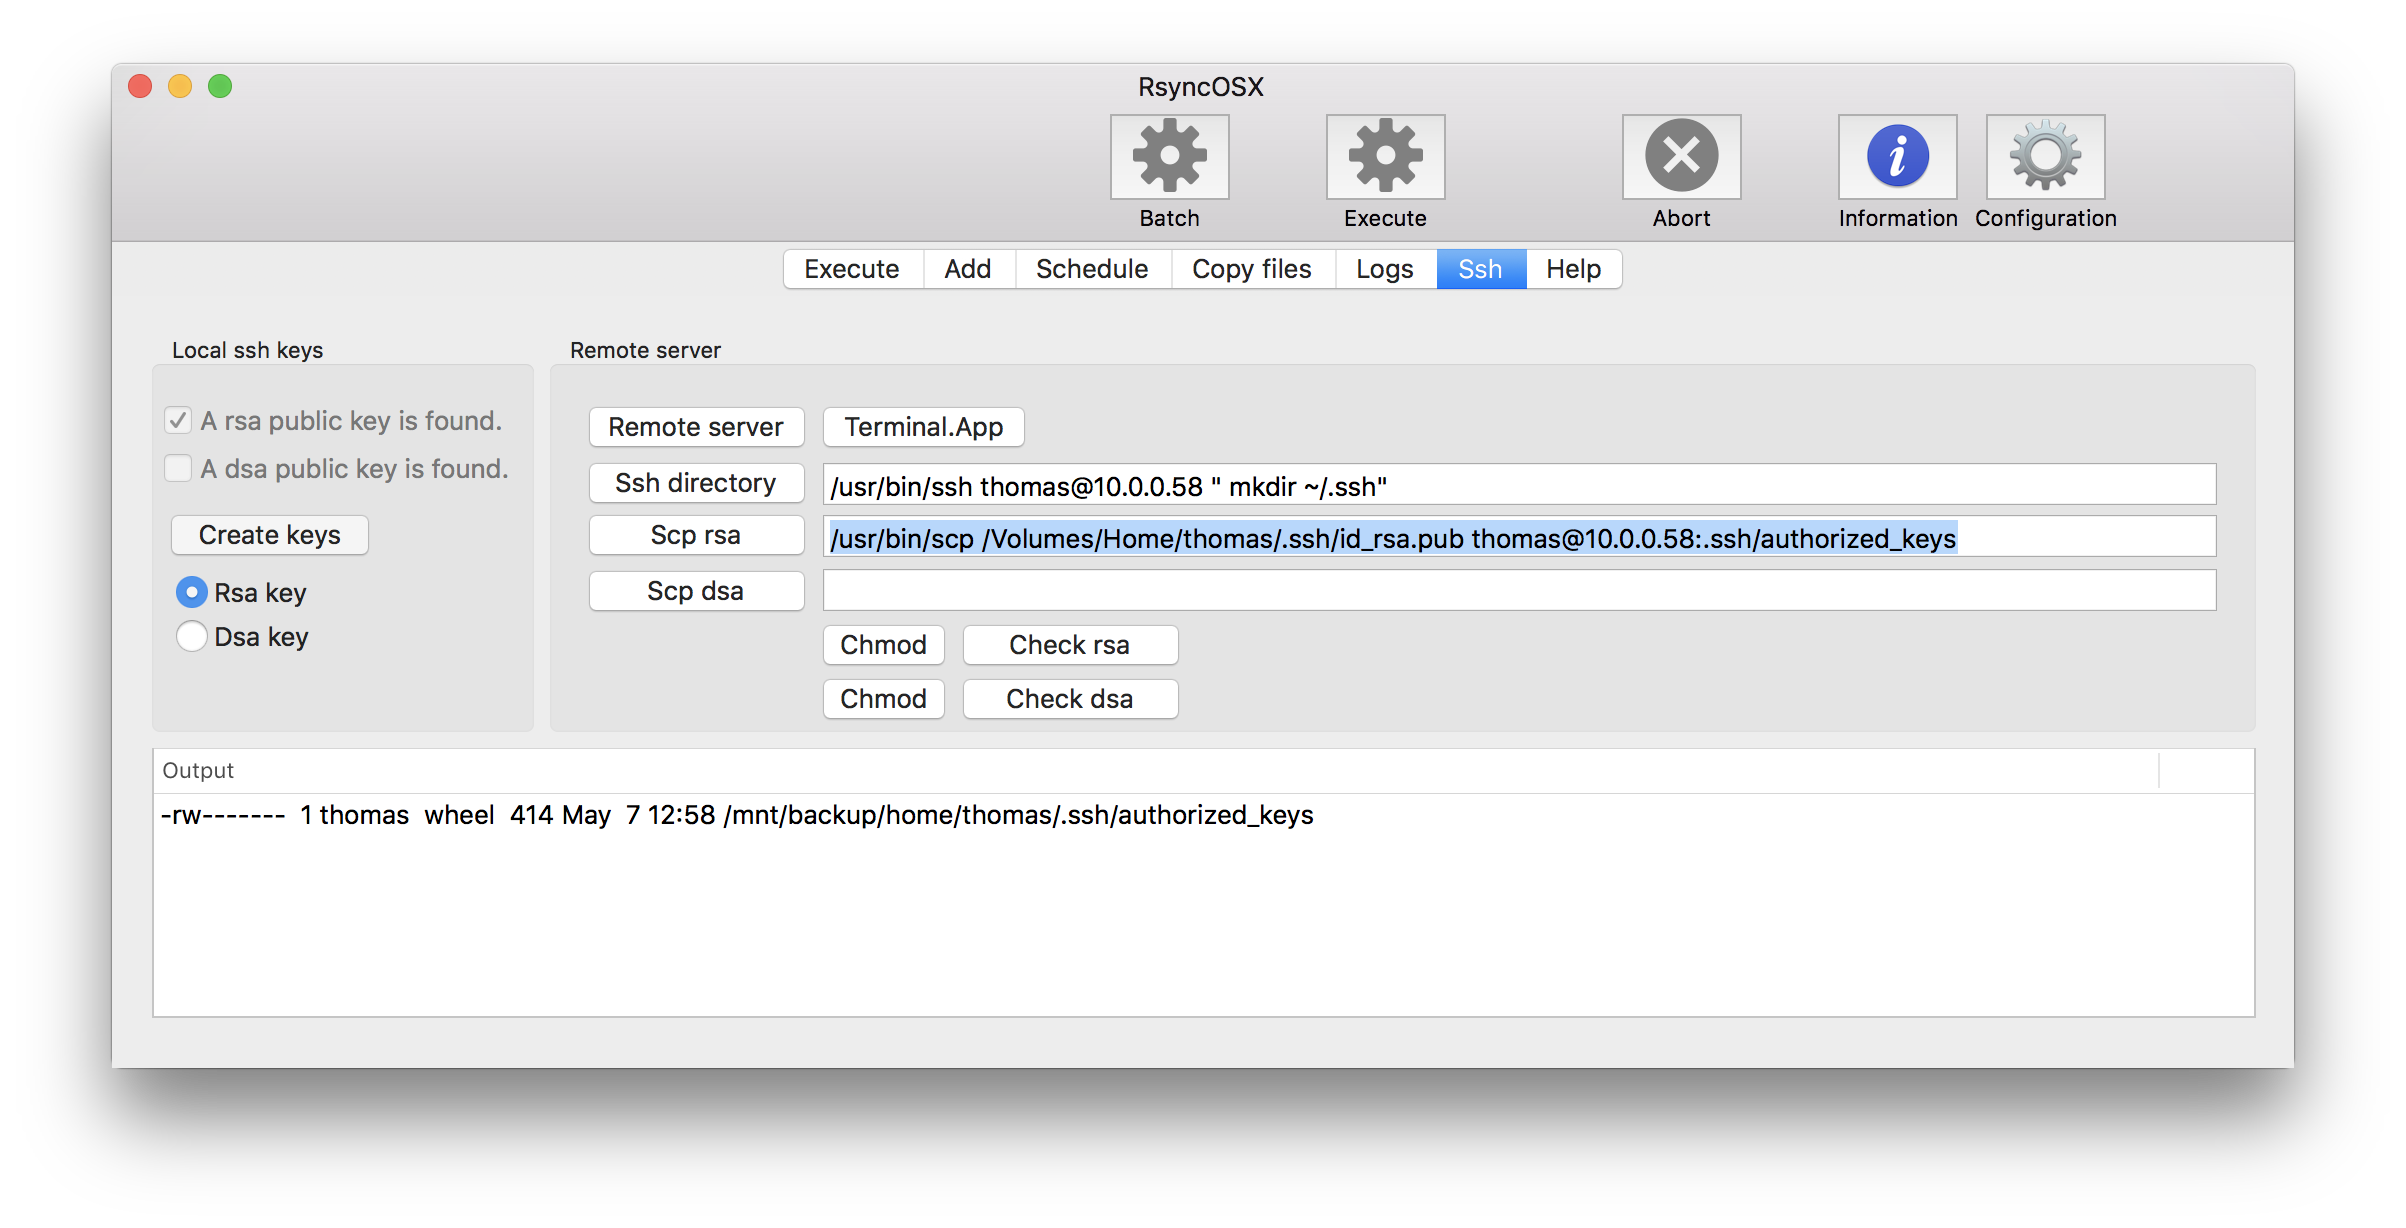 RsyncOSX
Batch
Execute
Abort
Information
Configuration
Execute
Add
Schedule
Copy files
Logs
Ssh
Help
Local ssh keys
A rsa public key is found.
A dsa public key is found.
Create keys
Rsa key
Dsa key
Remote server
Remote server
Terminal.App
Ssh directory
/usr/bin/ssh thomas@10.0.0.58 " mkdir ~/.ssh"
Scp rsa
/usr/bin/scp /Volumes/Home/thomas/.ssh/id_rsa.pub thomas@10.0.0.58:.ssh/authorized_keys
Scp dsa
Chmod
Check rsa
Chmod
Check dsa
Output
-rw------- 1 thomas wheel 414 May 7 12:58 /mnt/backup/home/thomas/.ssh/authorized_keys